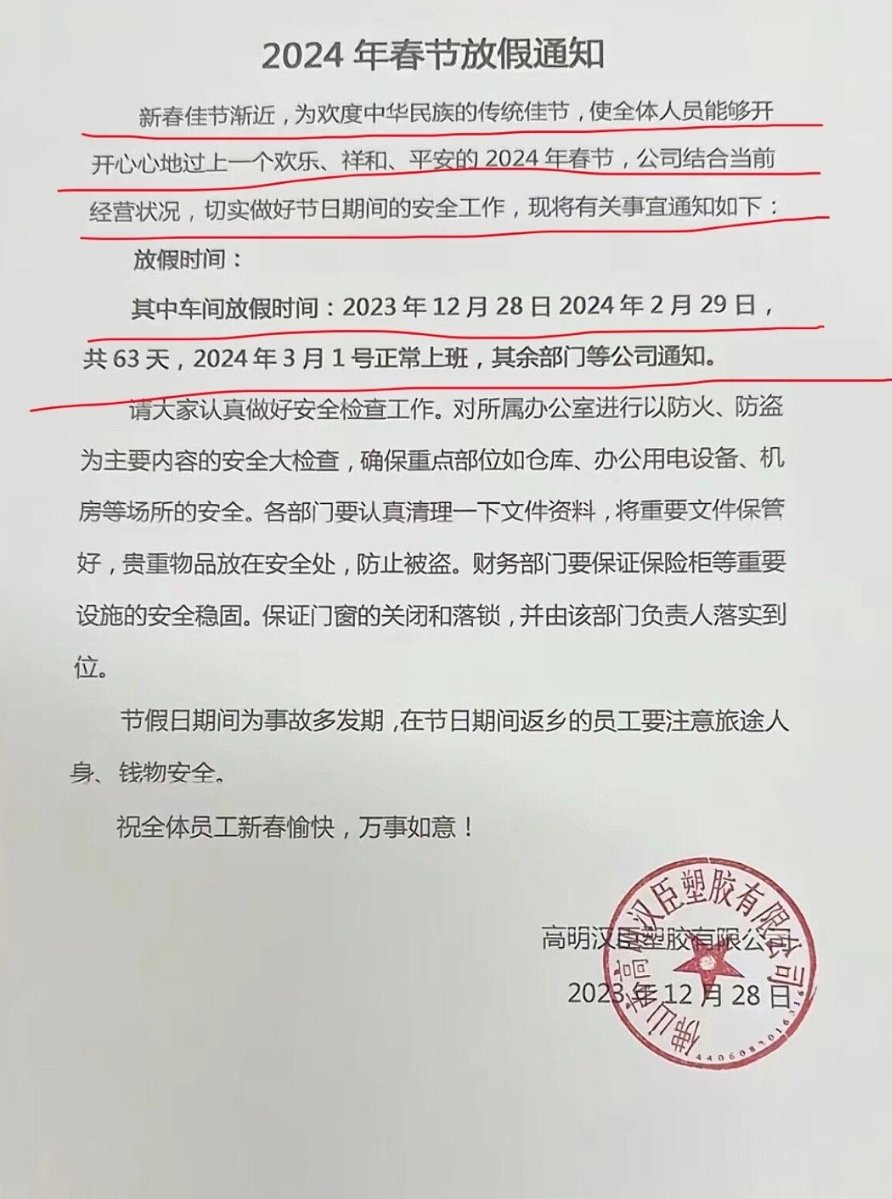 2024 年春节放假通知
新春佳节渐近，为欢度中华民族的传统佳节，使全体人员能够开
开心心地过上一个欢乐、祥和、平安的 2024 年春节，公司结合当前
经营状况，切实做好节日期间的安全工作，现将有关事宜通知如下：
放假时间：
其中车间放假时间：2023 年 12 月 28 日 2024 年 2 月 29 日，
共 63 天，2024 年 3 月 1 号正常上班，其余部门等公司通知。
请大家认真做好安全检查工作。对所属办公室进行以防火、防盗
为主要内容的安全大检查，确保重点部位如仓库、办公用电设备、机
房等场所的安全。各部门要认真清理一下文件资料，将重要文件保管
好，贵重物品放在安全处，防止被盗。财务部门要保证保险柜等重要
设施的安全稳固。保证门窗的关闭和落锁，并由该部门负责人落实到
位。
节假日期间为事故多发期，在节日期间返乡的员工要注意旅途人
身、钱物安全。
祝全体员工新春愉快，万事如意！
高明汉臣塑胶有限公司
2023 年 12 月 28 日
佛山市高明汉臣塑胶有限公司